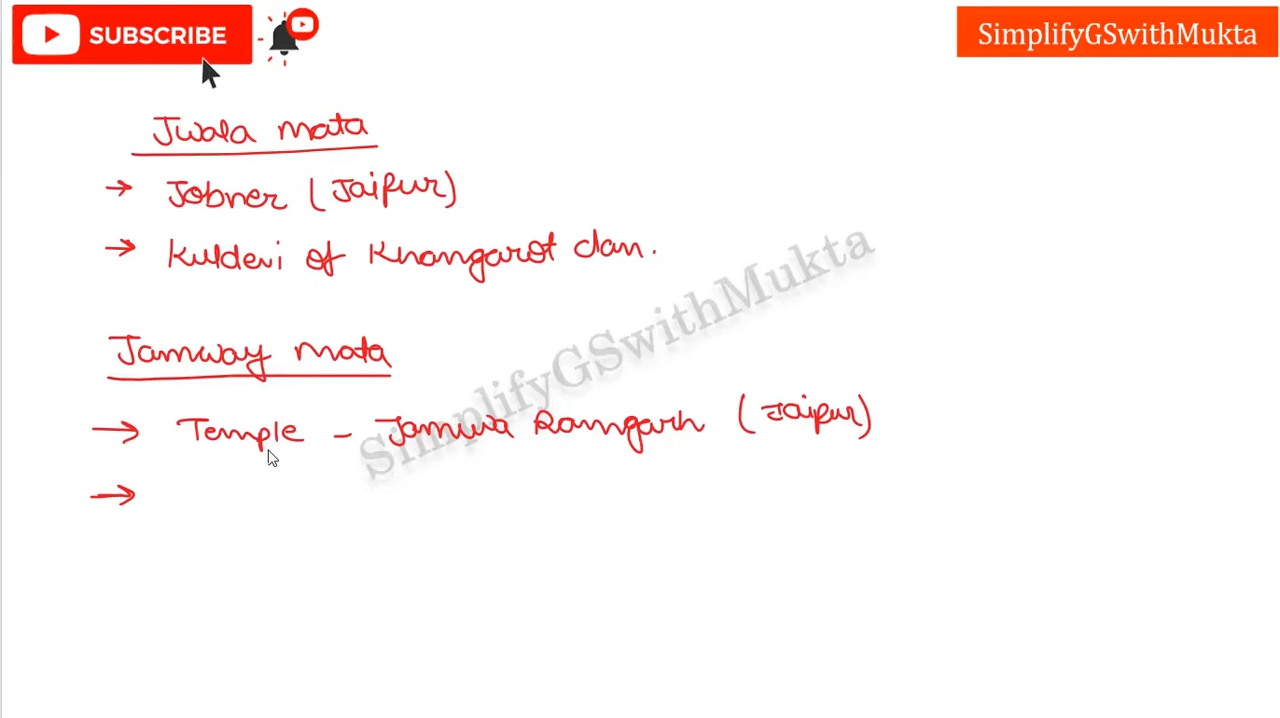 SUBSCRIBE
SimplifyGSwithMukta
Jwala mata
→ Jobner (Jaipur)
→ Kuldevi of Khangarot clan.
Jamway mata
→ Temple - Jamwa Ramgarh (Jaipur)
→
SimplifyGSwithMukta